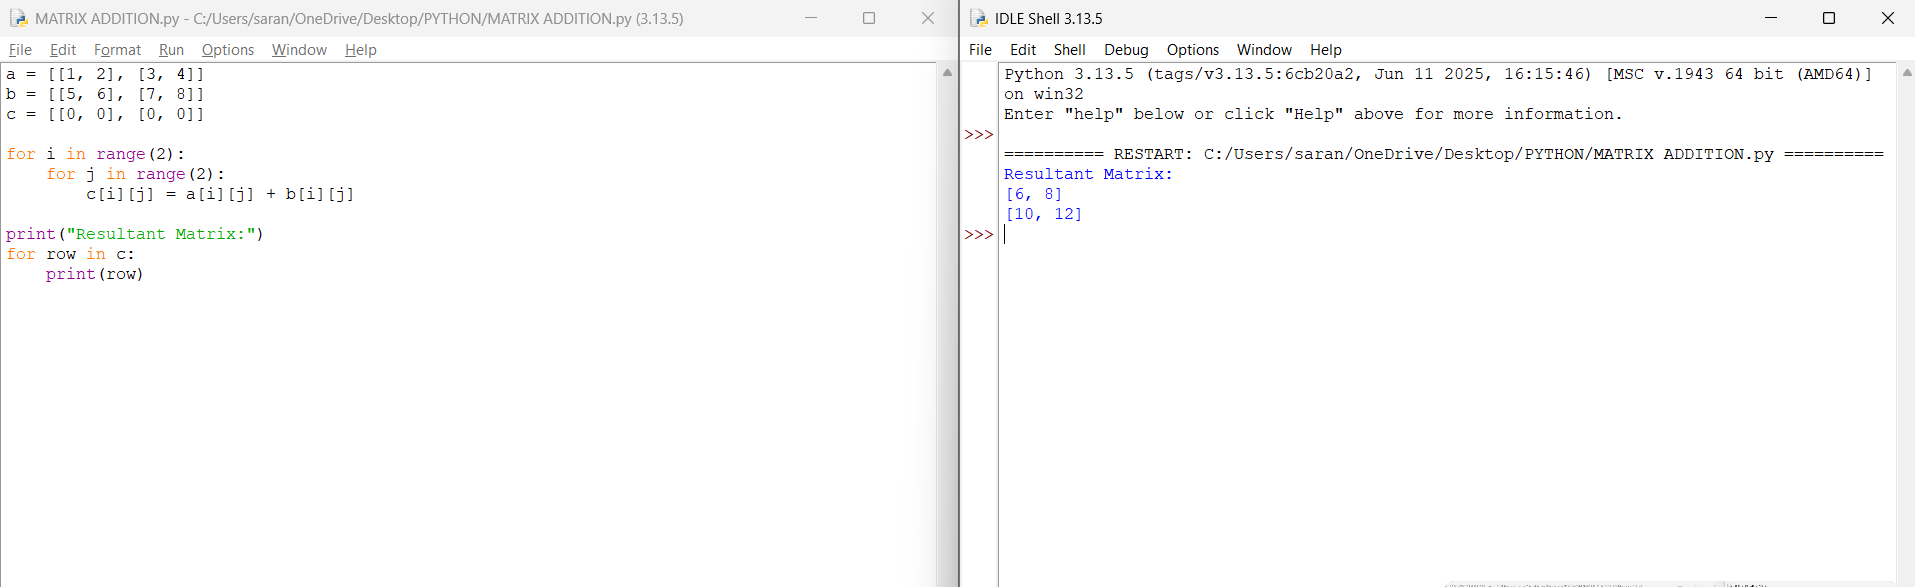 MATRIX ADDITION.py - C:/Users/saran/OneDrive/Desktop/PYTHON/MATRIX ADDITION.py (3.13.5)
File Edit Format Run Options Window Help
a = [[1, 2], [3, 4]]
b = [[5, 6], [7, 8]]
c = [[0, 0], [0, 0]]

for i in range(2):
    for j in range(2):
        c[i][j] = a[i][j] + b[i][j]

print("Resultant Matrix:")
for row in c:
    print(row)
IDLE Shell 3.13.5
File Edit Shell Debug Options Window Help
Python 3.13.5 (tags/v3.13.5:6cb20a2, Jun 11 2025, 16:15:46) [MSC v.1943 64 bit (AMD64)]
on win32
Enter "help" below or click "Help" above for more information.
>>>
========== RESTART: C:/Users/saran/OneDrive/Desktop/PYTHON/MATRIX ADDITION.py ==========
Resultant Matrix:
[6, 8]
[10, 12]
>>>